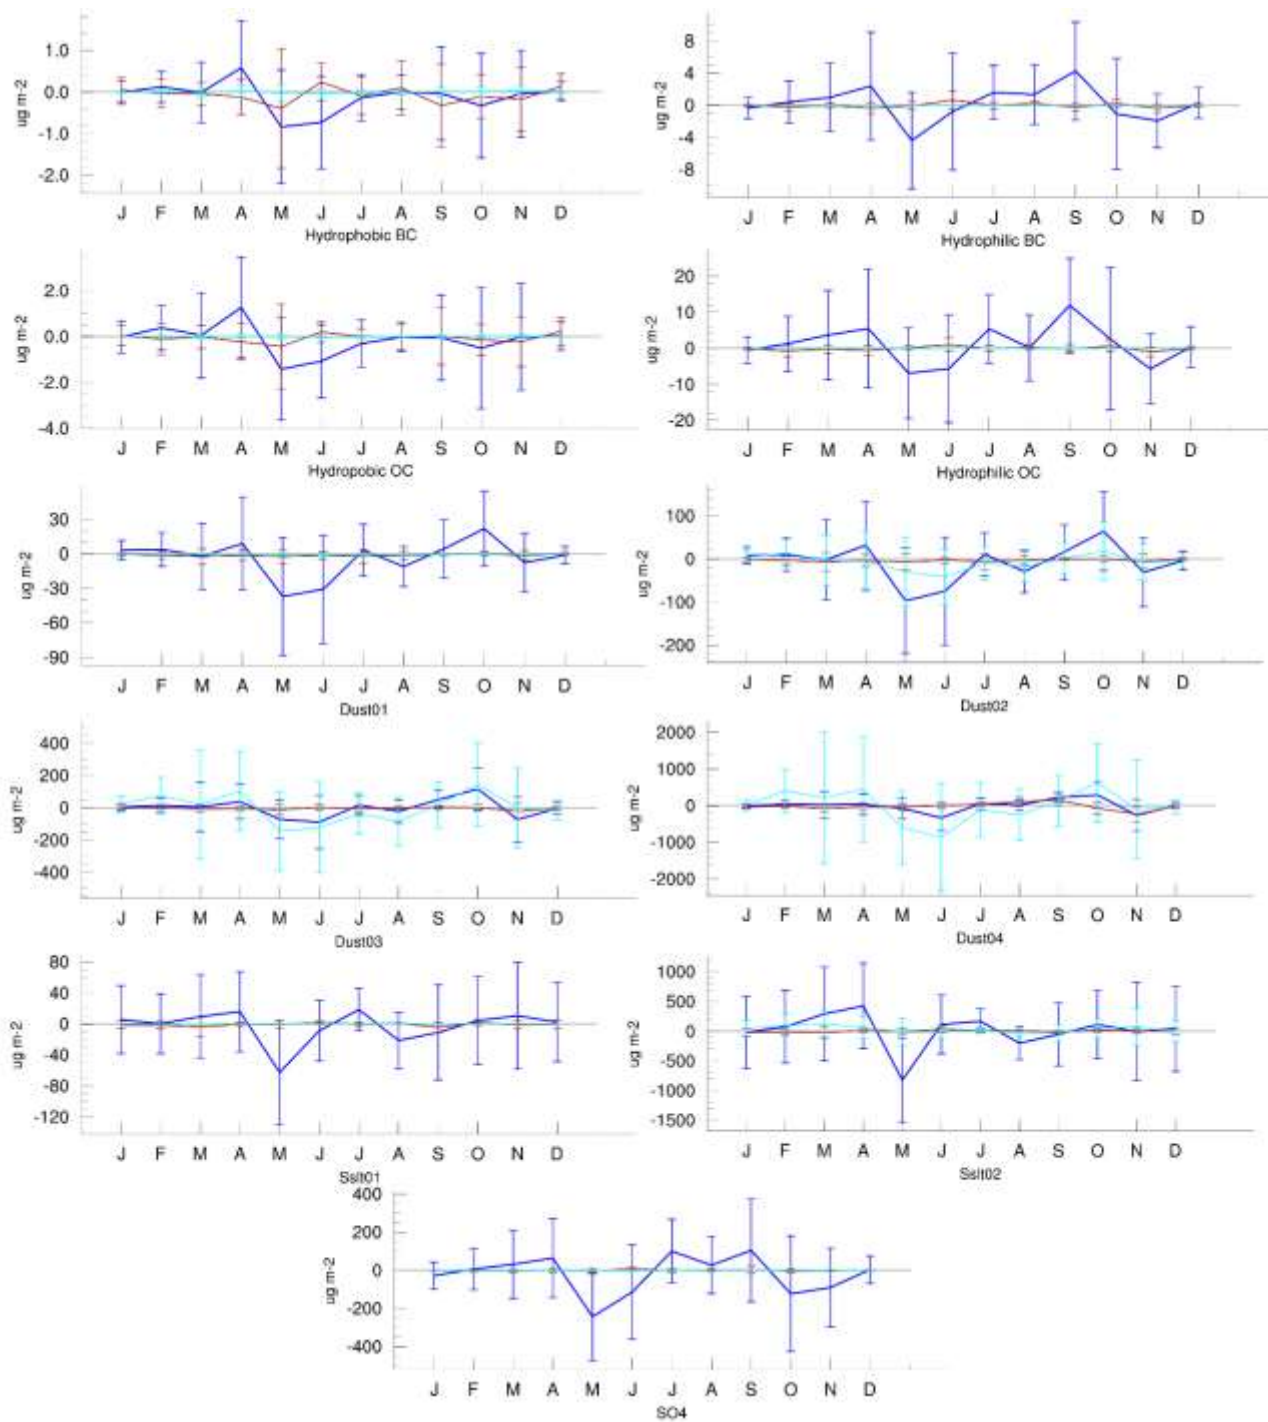 1.0
0.0
-1.0
-2.0
ug m-2
J F M A M J J A S O N D
Hydrophobic BC
8
4
0
-4
-8
ug m-2
J F M A M J J A S O N D
Hydrophilic BC
2.0
0.0
-2.0
-4.0
ug m-2
J F M A M J J A S O N D
Hydropobic OC
20
10
0
-10
-20
ug m-2
J F M A M J J A S O N D
Hydrophilic OC
30
0
-30
-60
-90
ug m-2
J F M A M J J A S O N D
Dust01
100
0
-100
-200
ug m-2
J F M A M J J A S O N D
Dust02
400
200
0
-200
-400
ug m-2
J F M A M J J A S O N D
Dust03
2000
1000
0
-1000
-2000
ug m-2
J F M A M J J A S O N D
Dust04
80
40
0
-40
-80
-120
ug m-2
J F M A M J J A S O N D
Sslt01
1000
500
0
-500
-1000
-1500
ug m-2
J F M A M J J A S O N D
Sslt02
400
200
0
-200
-400
ug m-2
J F M A M J J A S O N D
SO4